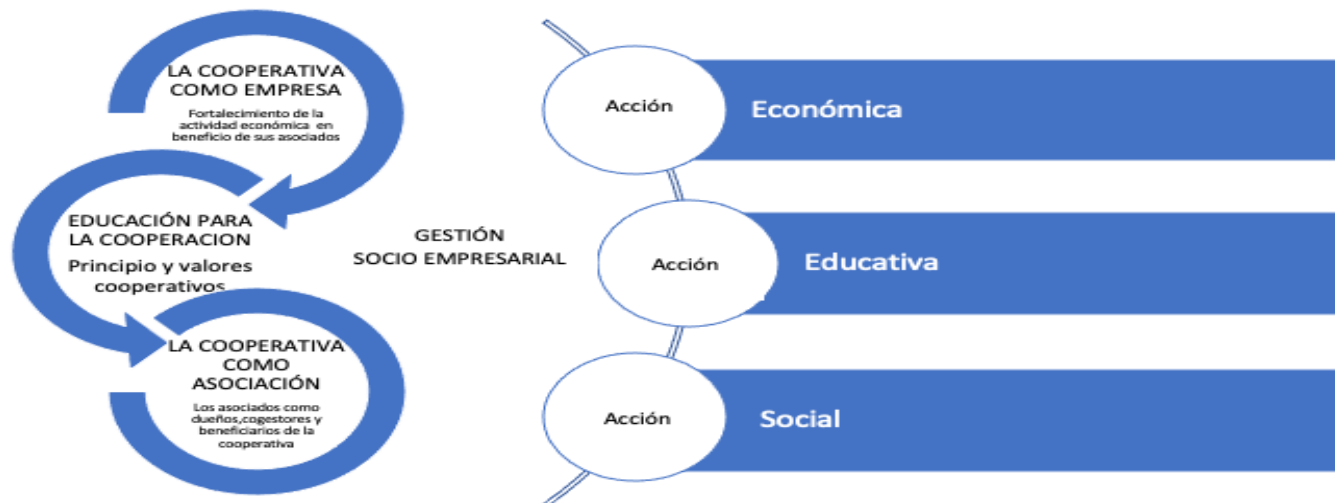 LA COOPERATIVA
COMO EMPRESA
Fortalecimiento de la
actividad económica en
beneficio de sus asociados
EDUCACIÓN PARA
LA COOPERACION
Principio y valores
cooperativos
LA COOPERATIVA
COMO
ASOCIACIÓN
Los asociados como
dueños,cogestores y
beneficiarios de la
cooperativa
GESTIÓN
SOCIO EMPRESARIAL
Acción
Económica
Acción
Educativa
Acción
Social